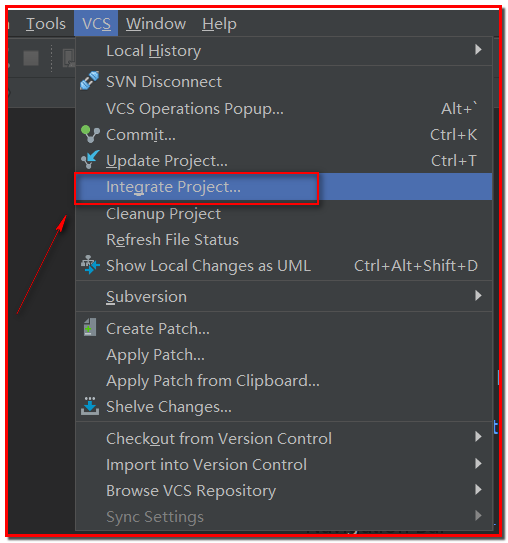 Tools VCS Window Help
Local History
SVN Disconnect
VCS Operations Popup... Alt+`
Commit... Ctrl+K
Update Project... Ctrl+T
Integrate Project...
Cleanup Project
Refresh File Status
Show Local Changes as UML Ctrl+Alt+Shift+D
Subversion
Create Patch...
Apply Patch...
Apply Patch from Clipboard...
Shelve Changes...
Checkout from Version Control
Import into Version Control
Browse VCS Repository
Sync Settings